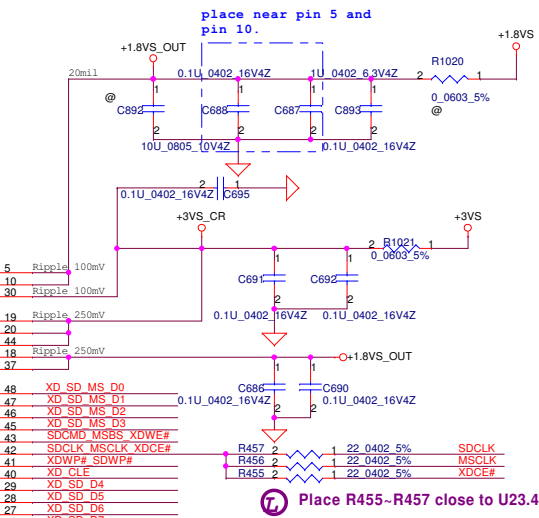 place near pin 5 and
pin 10.
+1.8VS_OUT
+1.8VS
20mil
0.1U_0402_16V4Z
1U_0402_6.3V4Z
2
R1020
1
@
1
1
1
1
0_0603_5%
C892
C688
C687
C893
@
2
2
2
2
10U_0805_10V4Z
0.1U_0402_16V4Z
2
1
0.1U_0402_16V4Z
C695
+3VS_CR
+3VS
2
R1021
1
0_0603_5%
1
1
5
Ripple 100mV
C691
C692
10
30
Ripple 100mV
2
2
19
Ripple 250mV
0.1U_0402_16V4Z
0.1U_0402_16V4Z
20
44
18
Ripple 250mV
+1.8VS_OUT
37
1
1
48
XD_SD_MS_D0
C686
C690
47
XD_SD_MS_D1
0.1U_0402_16V4Z
0.1U_0402_16V4Z
46
XD_SD_MS_D2
2
2
45
XD_SD_MS_D3
43
SDCMD_MSBS_XDWE#
42
SDCLK_MSCLK_XDCE#
R457
2
1
22_0402_5%
SDCLK
41
XDWP#_SDWP#
R456
2
1
22_0402_5%
MSCLK
40
XD_CLE
R455
2
1
22_0402_5%
XDCE#
29
XD_SD_D4
28
XD_SD_D5
Place R455~R457 close to U23.4
27
XD_SD_D6